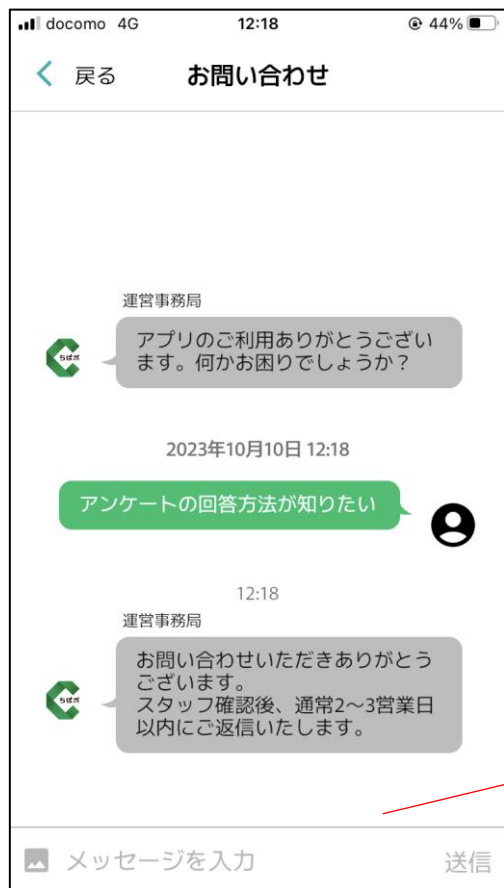 docomo 4G 12:18 44%
戻る お問い合わせ
運営事務局
ちばポ
アプリのご利用ありがとうござい
ます。何かお困りでしょうか？
2023年10月10日 12:18
アンケートの回答方法が知りたい
12:18
運営事務局
ちばポ
お問い合わせいただきありがとう
ございます。
スタッフ確認後、通常2～3営業日
以内にご返信いたします。
メッセージを入力 送信